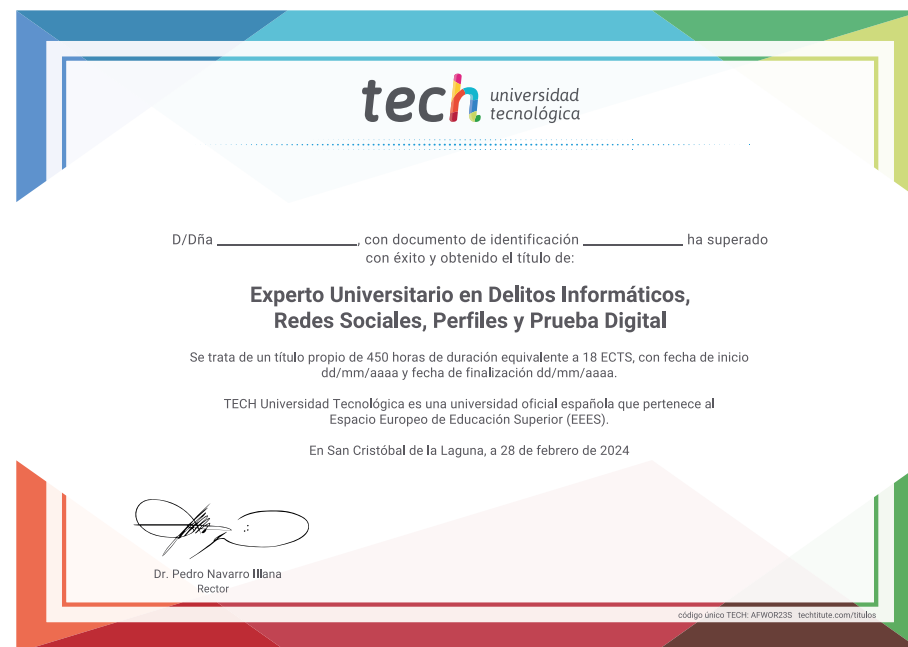 tech universidad
tecnológica
D/Dña ____________________, con documento de identificación ______________ ha superado
con éxito y obtenido el título de:
Experto Universitario en Delitos Informáticos,
Redes Sociales, Perfiles y Prueba Digital
Se trata de un título propio de 450 horas de duración equivalente a 18 ECTS, con fecha de inicio
dd/mm/aaaa y fecha de finalización dd/mm/aaaa.
TECH Universidad Tecnológica es una universidad oficial española que pertenece al
Espacio Europeo de Educación Superior (EEES).
En San Cristóbal de la Laguna, a 28 de febrero de 2024
Dr. Pedro Navarro Illana
Rector
código único TECH: AFWOR23S techtitute.com/titulos